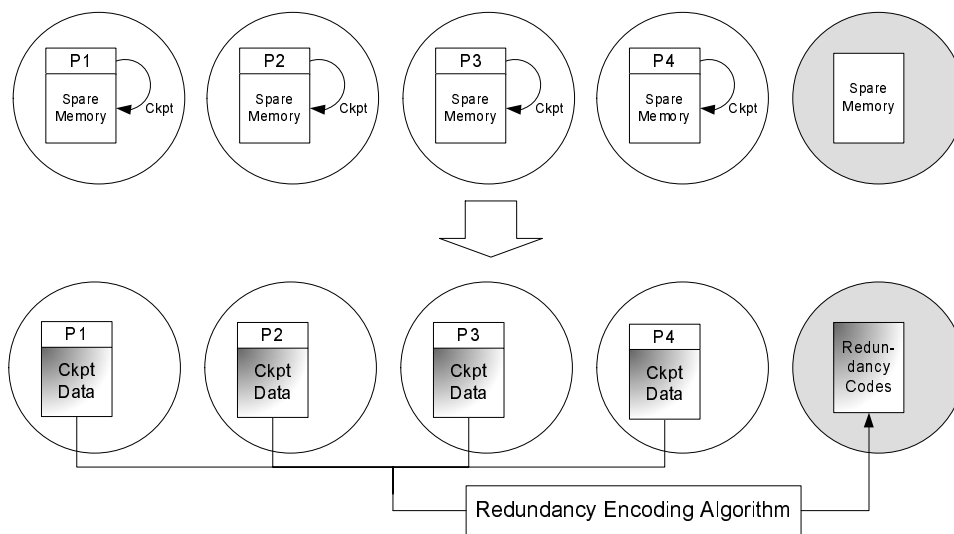 P1
Spare
Memory
Ckpt
P2
Spare
Memory
Ckpt
P3
Spare
Memory
Ckpt
P4
Spare
Memory
Ckpt
Spare
Memory
P1
Ckpt
Data
P2
Ckpt
Data
P3
Ckpt
Data
P4
Ckpt
Data
Redun-
dancy
Codes
Redundancy Encoding Algorithm